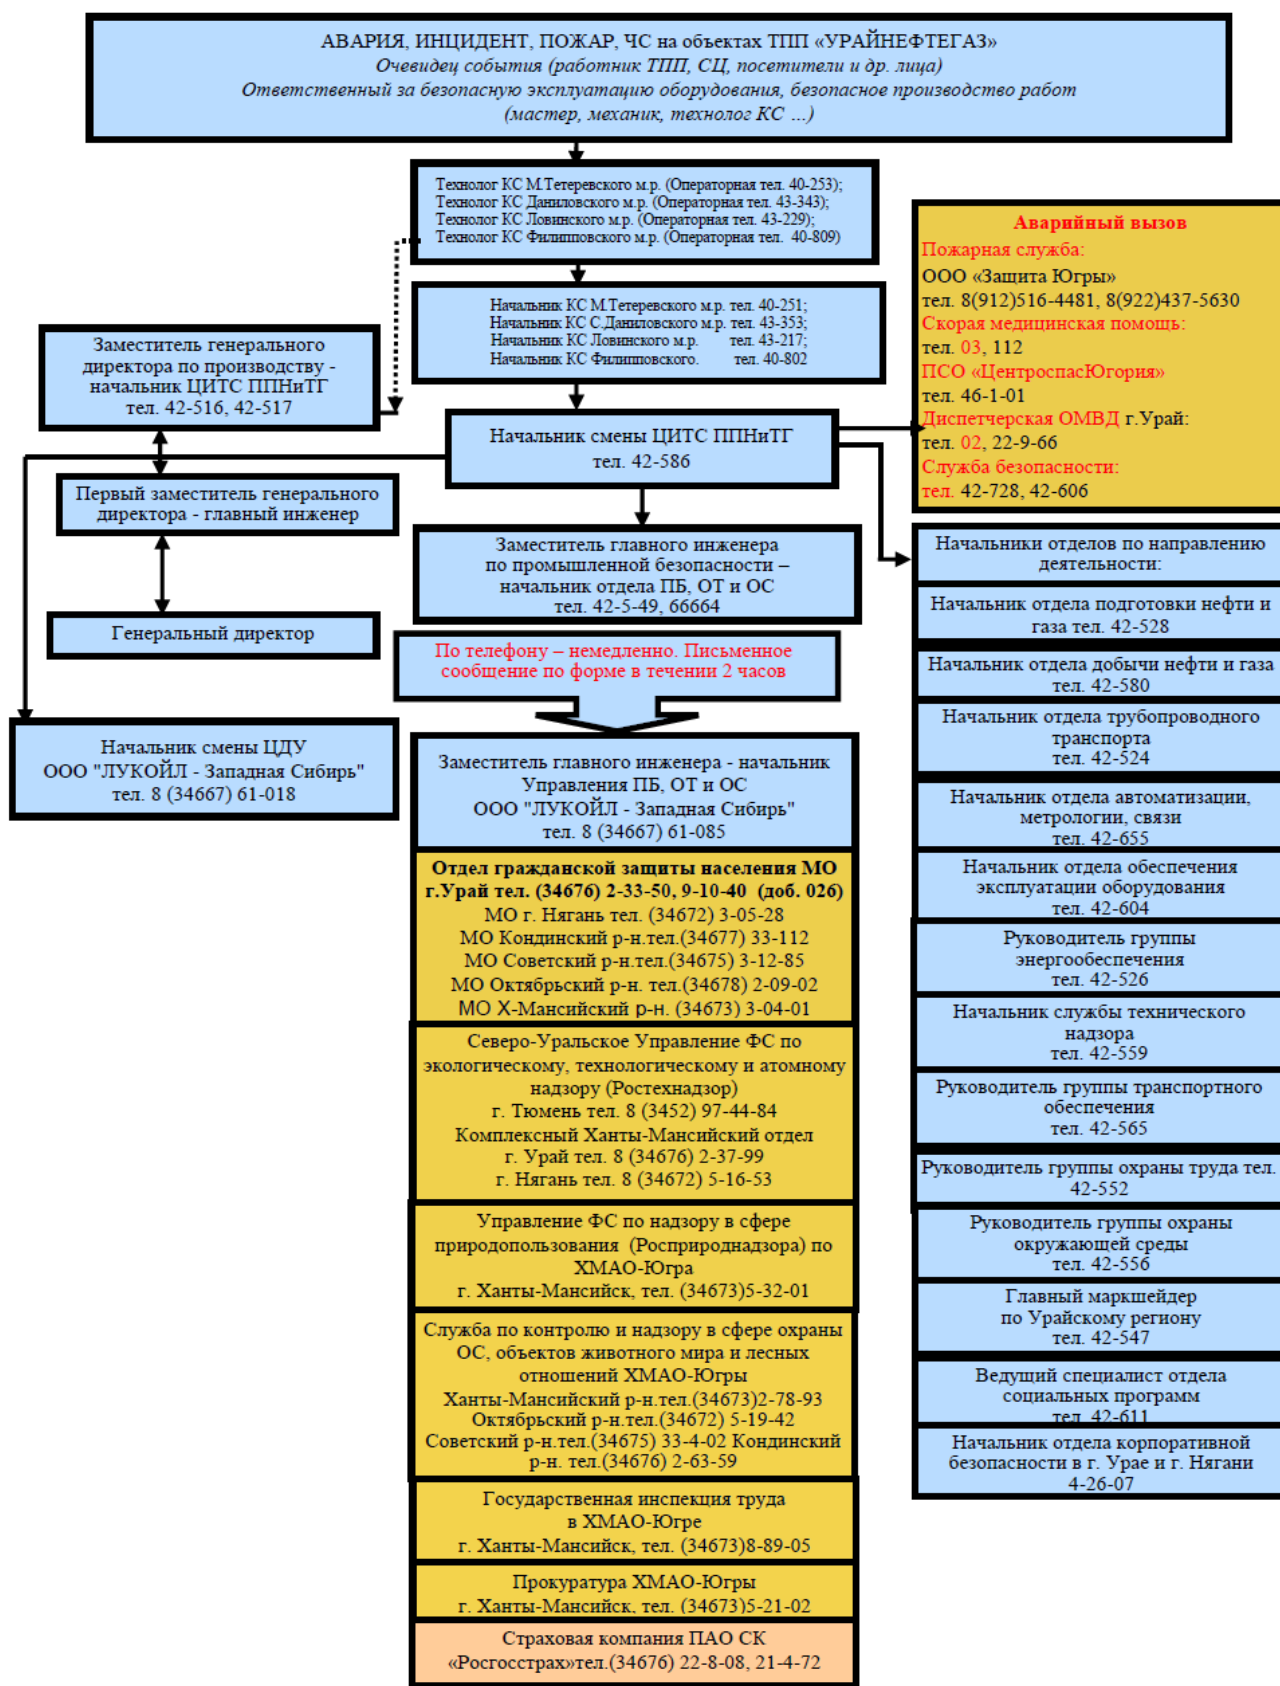 АВАРИЯ, ИНЦИДЕНТ, ПОЖАР, ЧС на объектах ТПП «УРАЙНЕФТЕГАЗ»
Очевидец события (работник ТПП, СЦ, посетители и др. лица)
Ответственный за безопасную эксплуатацию оборудования, безопасное производство работ
(мастер, механик, технолог КС ...)
Технолог КС М.Тетеревского м.р. (Операторная тел. 40-253);
Технолог КС Даниловского м.р. (Операторная тел. 43-343);
Технолог КС Ловинского м.р. (Операторная тел. 43-229);
Технолог КС Филипповского м.р. (Операторная тел. 40-809)
Начальник КС М.Тетеревского м.р. тел. 40-251;
Начальник КС С.Даниловского м.р. тел. 43-353;
Начальник КС Ловинского м.р. тел. 43-217;
Начальник КС Филипповского. тел. 40-802
Заместитель генерального
директора по производству -
начальник ЦИТС ППНиТГ
тел. 42-516, 42-517
Начальник смены ЦИТС ППНиТГ
тел. 42-586
Первый заместитель генерального
директора - главный инженер
Генеральный директор
Заместитель главного инженера
по промышленной безопасности –
начальник отдела ПБ, ОТ и ОС
тел. 42-5-49, 66664
По телефону – немедленно. Письменное
сообщение по форме в течении 2 часов
Начальник смены ЦДУ
ООО "ЛУКОЙЛ - Западная Сибирь"
тел. 8 (34667) 61-018
Заместитель главного инженера - начальник
Управления ПБ, ОТ и ОС
ООО "ЛУКОЙЛ - Западная Сибирь"
тел. 8 (34667) 61-085
Отдел гражданской защиты населения МО
г.Урай тел. (34676) 2-33-50, 9-10-40 (доб. 026)
МО г. Нягань тел. (34672) 3-05-28
МО Кондинский р-н.тел.(34677) 33-112
МО Советский р-н.тел.(34675) 3-12-85
МО Октябрьский р-н. тел.(34678) 2-09-02
МО Х-Мансийский р-н. (34673) 3-04-01
Северо-Уральское Управление ФС по
экологическому, технологическому и атомному
надзору (Ростехнадзор)
г. Тюмень тел. 8 (3452) 97-44-84
Комплексный Ханты-Мансийский отдел
г. Урай тел. 8 (34676) 2-37-99
г. Нягань тел. 8 (34672) 5-16-53
Управление ФС по надзору в сфере
природопользования (Росприроднадзора) по
ХМАО-Югра
г. Ханты-Мансийск, тел. (34673)5-32-01
Служба по контролю и надзору в сфере охраны
ОС, объектов животного мира и лесных
отношений ХМАО-Югры
Ханты-Мансийский р-н.тел.(34673)2-78-93
Октябрьский р-н.тел.(34672) 5-19-42
Советский р-н.тел.(34675) 33-4-02 Кондинский
р-н. тел.(34676) 2-63-59
Государственная инспекция труда
в ХМАО-Югре
г. Ханты-Мансийск, тел. (34673)8-89-05
Прокуратура ХМАО-Югры
г. Ханты-Мансийск, тел. (34673)5-21-02
Страховая компания ПАО СК
«Росгосстрах»тел.(34676) 22-8-08, 21-4-72
Аварийный вызов
Пожарная служба:
ООО «Защита Югры»
тел. 8(912)516-4481, 8(922)437-5630
Скорая медицинская помощь:
тел. 03, 112
ПСО «ЦентроспасЮгория»
тел. 46-1-01
Диспетчерская ОМВД г.Урай:
тел. 02, 22-9-66
Служба безопасности:
тел. 42-728, 42-606
Начальники отделов по направлению
деятельности:
Начальник отдела подготовки нефти и
газа тел. 42-528
Начальник отдела добычи нефти и газа
тел. 42-580
Начальник отдела трубопроводного
транспорта
тел. 42-524
Начальник отдела автоматизации,
метрологии, связи
тел. 42-655
Начальник отдела обеспечения
эксплуатации оборудования
тел. 42-604
Руководитель группы
энергообеспечения
тел. 42-526
Начальник службы технического
надзора
тел. 42-559
Руководитель группы транспортного
обеспечения
тел. 42-565
Руководитель группы охраны труда тел.
42-552
Руководитель группы охраны
окружающей среды
тел. 42-556
Главный маркшейдер
по Урайскому региону
тел. 42-547
Ведущий специалист отдела
социальных программ
тел. 42-611
Начальник отдела корпоративной
безопасности в г. Урае и г. Нягани
4-26-07